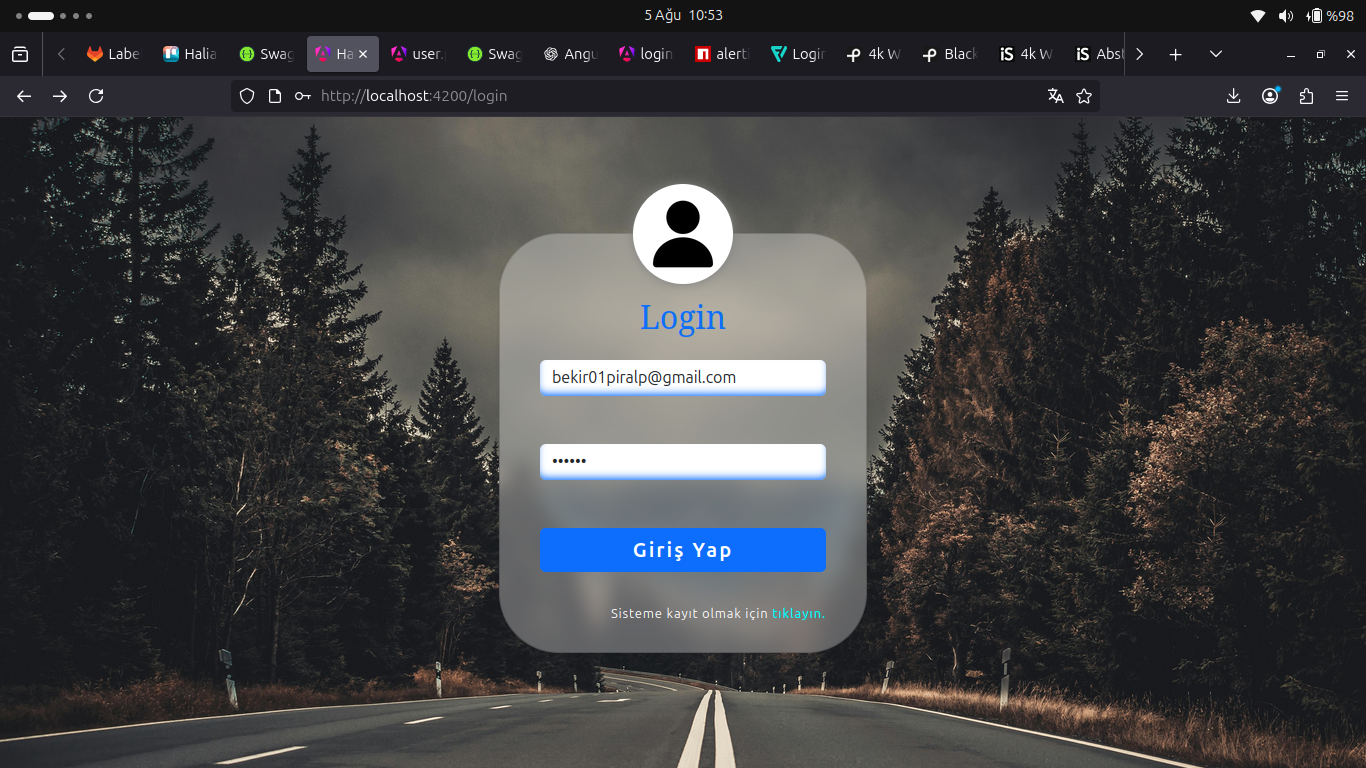 5 Ağu 10:53
%98
Labe
Halia
Swag
Ha
user.
Swag
Angu
login
alerti
Login
4k W
Black
4k W
Abst
http://localhost:4200/login
Login
bekir01piralp@gmail.com
••••••
Giriş Yap
Sisteme kayıt olmak için tıklayın.